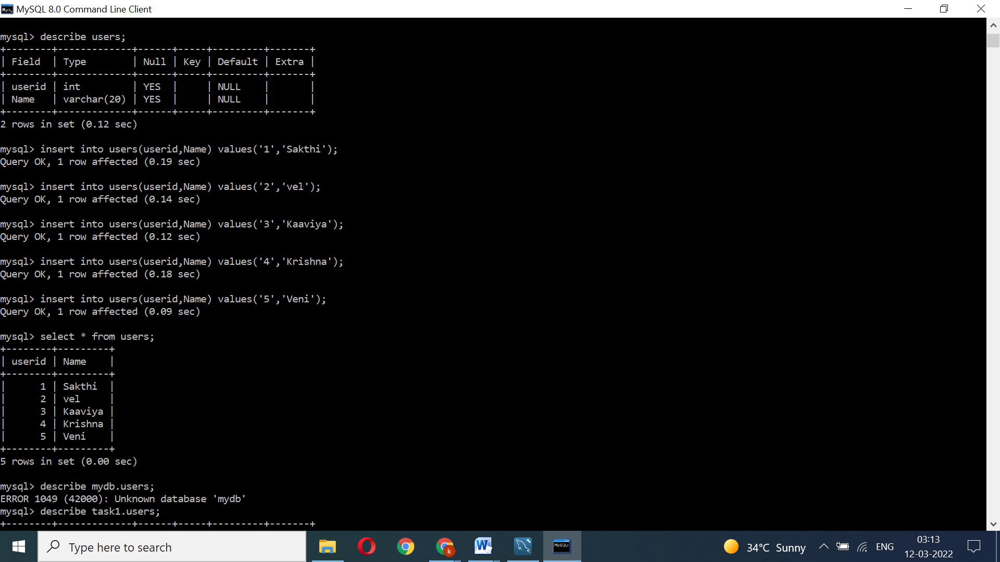 MySQL 8.0 Command Line Client
mysql> describe users;
+--------+-------------+------+-----+---------+-------+
| Field  | Type        | Null | Key | Default | Extra |
+--------+-------------+------+-----+---------+-------+
| userid | int         | YES  |     | NULL    |       |
| Name   | varchar(20) | YES  |     | NULL    |       |
+--------+-------------+------+-----+---------+-------+
2 rows in set (0.12 sec)
mysql> insert into users(userid,Name) values('1','Sakthi');
Query OK, 1 row affected (0.19 sec)
mysql> insert into users(userid,Name) values('2','vel');
Query OK, 1 row affected (0.14 sec)
mysql> insert into users(userid,Name) values('3','Kaaviya');
Query OK, 1 row affected (0.12 sec)
mysql> insert into users(userid,Name) values('4','Krishna');
Query OK, 1 row affected (0.18 sec)
mysql> insert into users(userid,Name) values('5','Veni');
Query OK, 1 row affected (0.09 sec)
mysql> select * from users;
+--------+---------+
| userid | Name    |
+--------+---------+
|      1 | Sakthi  |
|      2 | vel     |
|      3 | Kaaviya |
|      4 | Krishna |
|      5 | Veni    |
+--------+---------+
5 rows in set (0.00 sec)
mysql> describe mydb.users;
ERROR 1049 (42000): Unknown database 'mydb'
mysql> describe task1.users;
+--------+-------------+------+-----+---------+-------+
Type here to search
k
W
MySQL>
34°C Sunny
ENG
03:13
12-03-2022